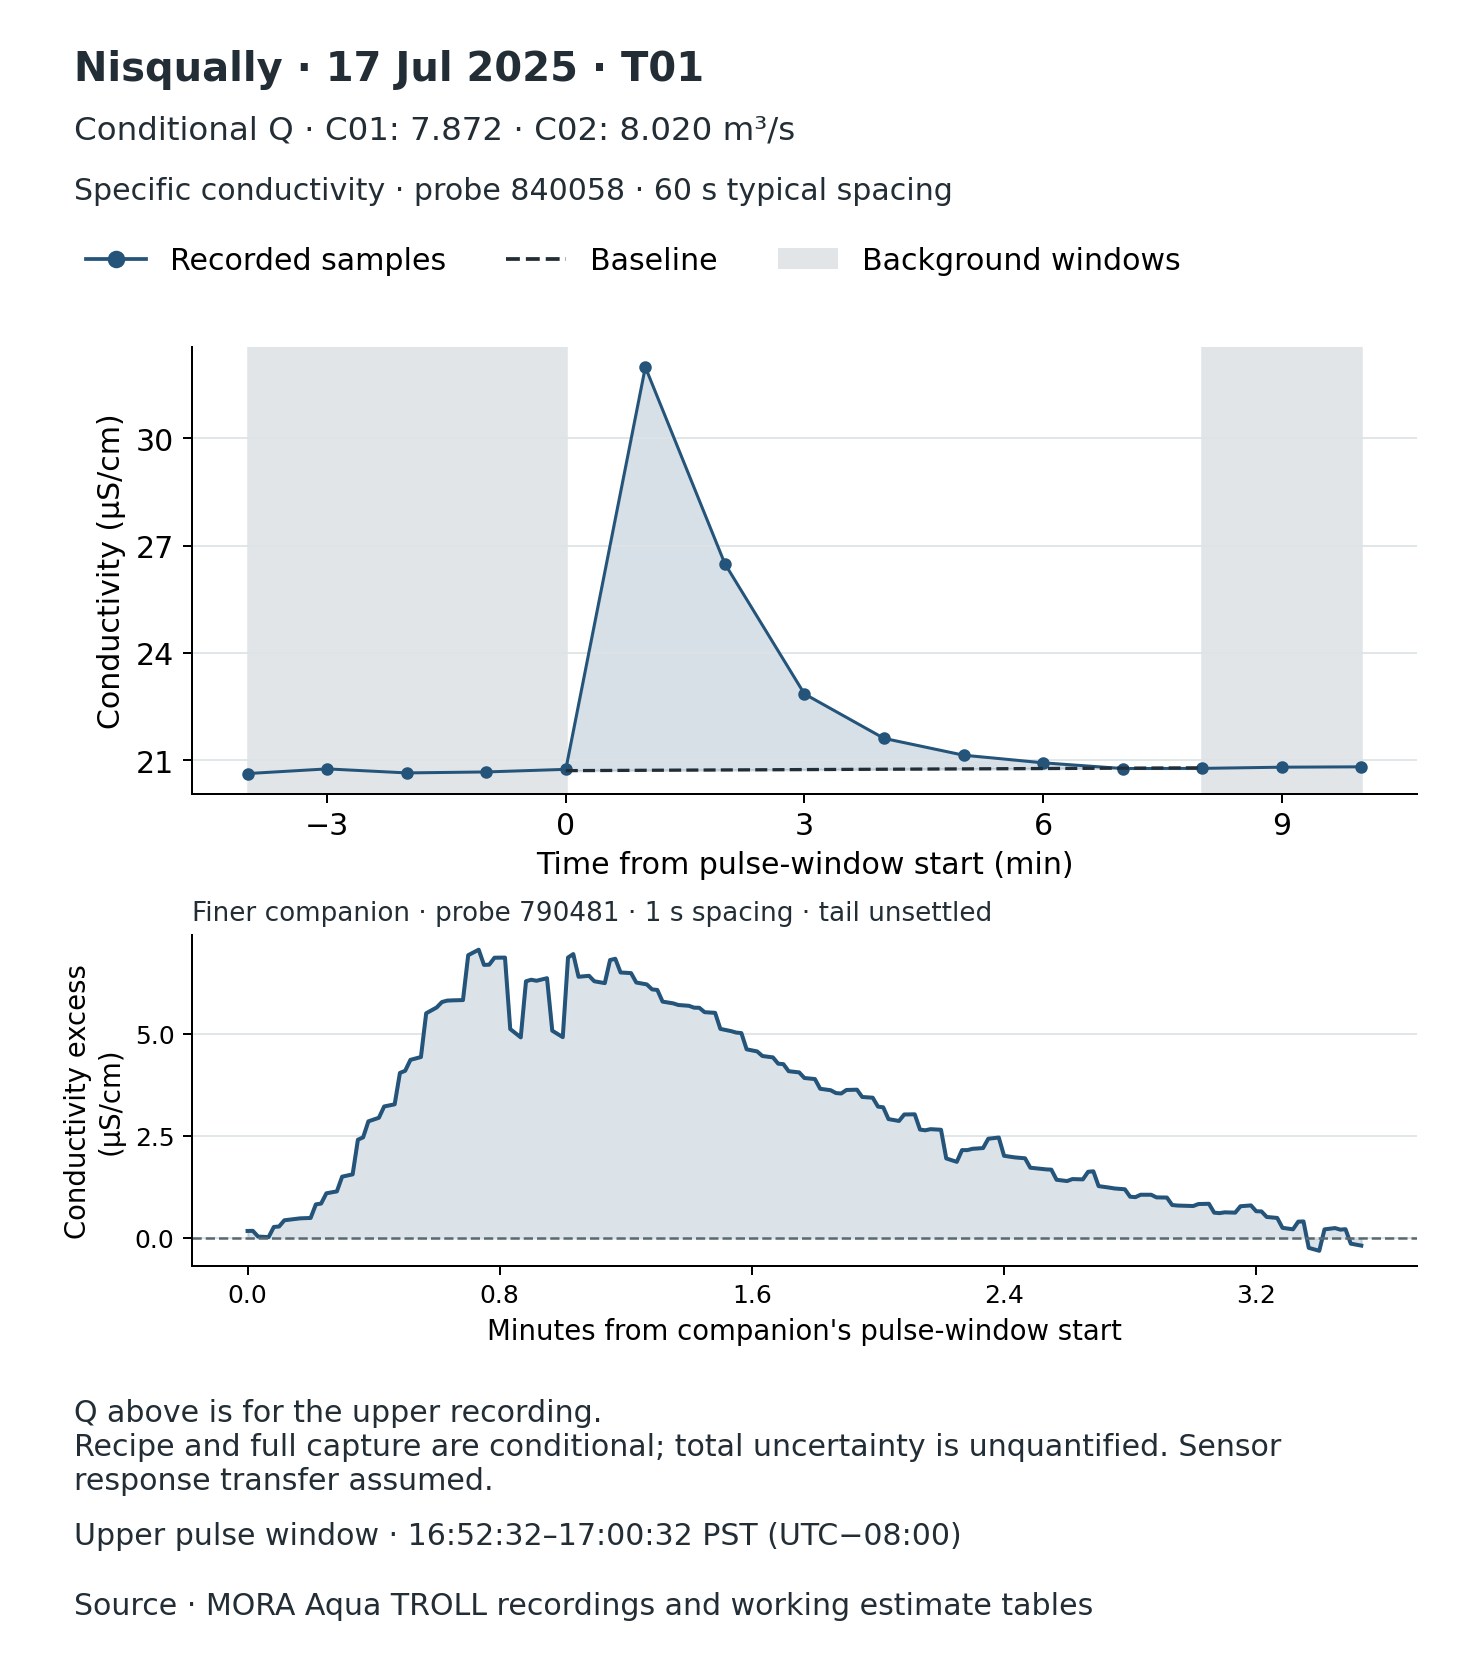 Nisqually · 17 Jul 2025 · T01
Conditional Q · C01: 7.872 · C02: 8.020 m³/s
Specific conductivity · probe 840058 · 60 s typical spacing
Recorded samples
Baseline
Background windows
Conductivity (µS/cm)
30
27
24
21
−3
0
3
6
9
Time from pulse-window start (min)
Finer companion · probe 790481 · 1 s spacing · tail unsettled
Conductivity excess
(µS/cm)
5.0
2.5
0.0
0.0
0.8
1.6
2.4
3.2
Minutes from companion's pulse-window start
Q above is for the upper recording.
Recipe and full capture are conditional; total uncertainty is unquantified. Sensor
response transfer assumed.
Upper pulse window · 16:52:32–17:00:32 PST (UTC−08:00)
Source · MORA Aqua TROLL recordings and working estimate tables